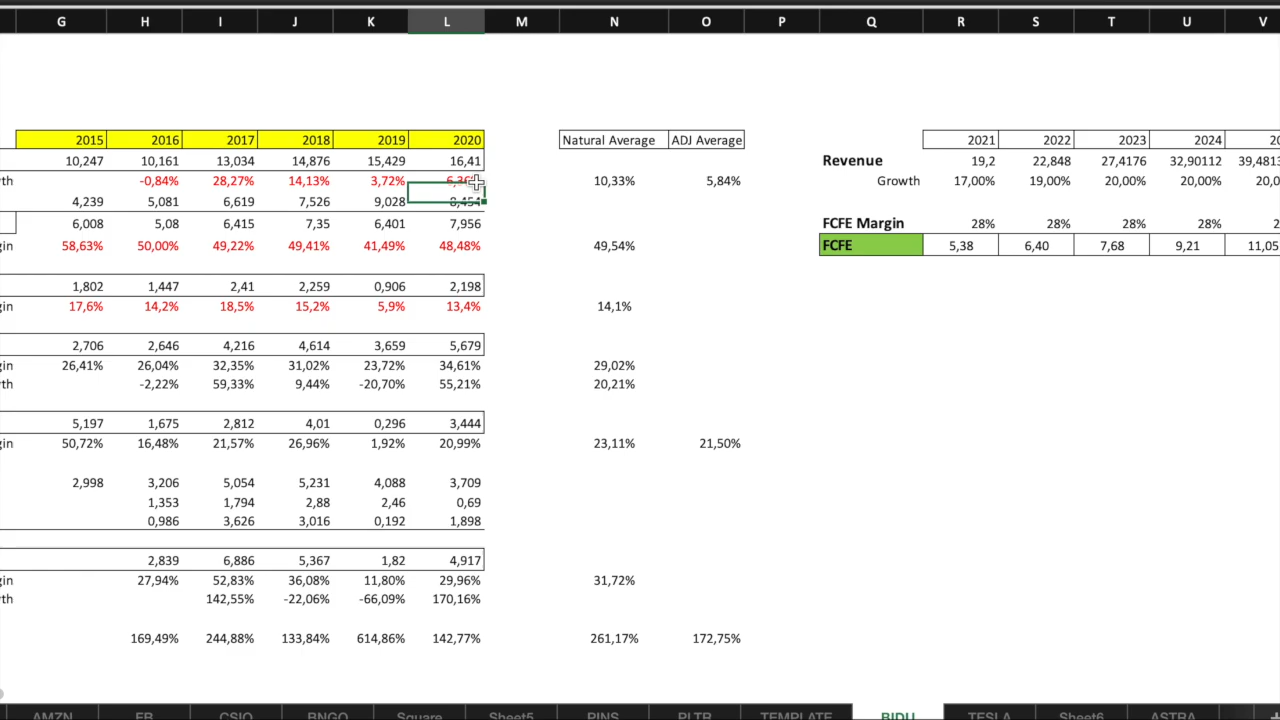 G H I J K L M N O P Q R S T U V
2015 2016 2017 2018 2019 2020 Natural Average ADJ Average 2021 2022 2023 2024
10,247 10,161 13,034 14,876 15,429 16,41 Revenue 19,2 22,848 27,4176 32,90112 39,4813
th -0,84% 28,27% 14,13% 3,72% 10,33% 5,84% Growth 17,00% 19,00% 20,00% 20,00% 20,0
4,239 5,081 6,619 7,526 9,028 8,454
6,008 5,08 6,415 7,35 6,401 7,956 FCFE Margin 28% 28% 28% 28% 2
gin 58,63% 50,00% 49,22% 49,41% 41,49% 48,48% 49,54% FCFE 5,38 6,40 7,68 9,21 11,05
1,802 1,447 2,41 2,259 0,906 2,198
gin 17,6% 14,2% 18,5% 15,2% 5,9% 13,4% 14,1%
2,706 2,646 4,216 4,614 3,659 5,679
gin 26,41% 26,04% 32,35% 31,02% 23,72% 34,61% 29,02%
vth -2,22% 59,33% 9,44% -20,70% 55,21% 20,21%
5,197 1,675 2,812 4,01 0,296 3,444
gin 50,72% 16,48% 21,57% 26,96% 1,92% 20,99% 23,11% 21,50%
2,998 3,206 5,054 5,231 4,088 3,709
1,353 1,794 2,88 2,46 0,69
0,986 3,626 3,016 0,192 1,898
2,839 6,886 5,367 1,82 4,917
gin 27,94% 52,83% 36,08% 11,80% 29,96% 31,72%
vth 142,55% -22,06% -66,09% 170,16%
169,49% 244,88% 133,84% 614,86% 142,77% 261,17% 172,75%
AMZN FB CSIQ BNGO Square Sheet5 PINS PLTR TEMPLATE BIDU TESLA Sheet6 ASTRA